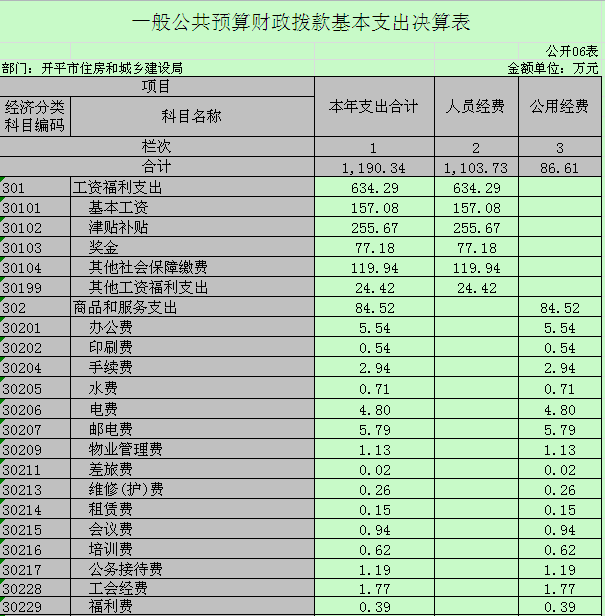 一般公共预算财政拨款基本支出决算表
公开06表
部门：开平市住房和城乡建设局 金额单位：万元
项目 本年支出合计 人员经费 公用经费
经济分类科目编码 科目名称
栏次 1 2 3
合计 1,190.34 1,103.73 86.61
301 工资福利支出 634.29 634.29
30101 基本工资 157.08 157.08
30102 津贴补贴 255.67 255.67
30103 奖金 77.18 77.18
30104 其他社会保障缴费 119.94 119.94
30199 其他工资福利支出 24.42 24.42
302 商品和服务支出 84.52 84.52
30201 办公费 5.54 5.54
30202 印刷费 0.54 0.54
30204 手续费 2.94 2.94
30205 水费 0.71 0.71
30206 电费 4.80 4.80
30207 邮电费 5.79 5.79
30209 物业管理费 1.13 1.13
30211 差旅费 0.02 0.02
30213 维修(护)费 0.26 0.26
30214 租赁费 0.15 0.15
30215 会议费 0.94 0.94
30216 培训费 0.62 0.62
30217 公务接待费 1.19 1.19
30228 工会经费 1.77 1.77
30229 福利费 0.39 0.39